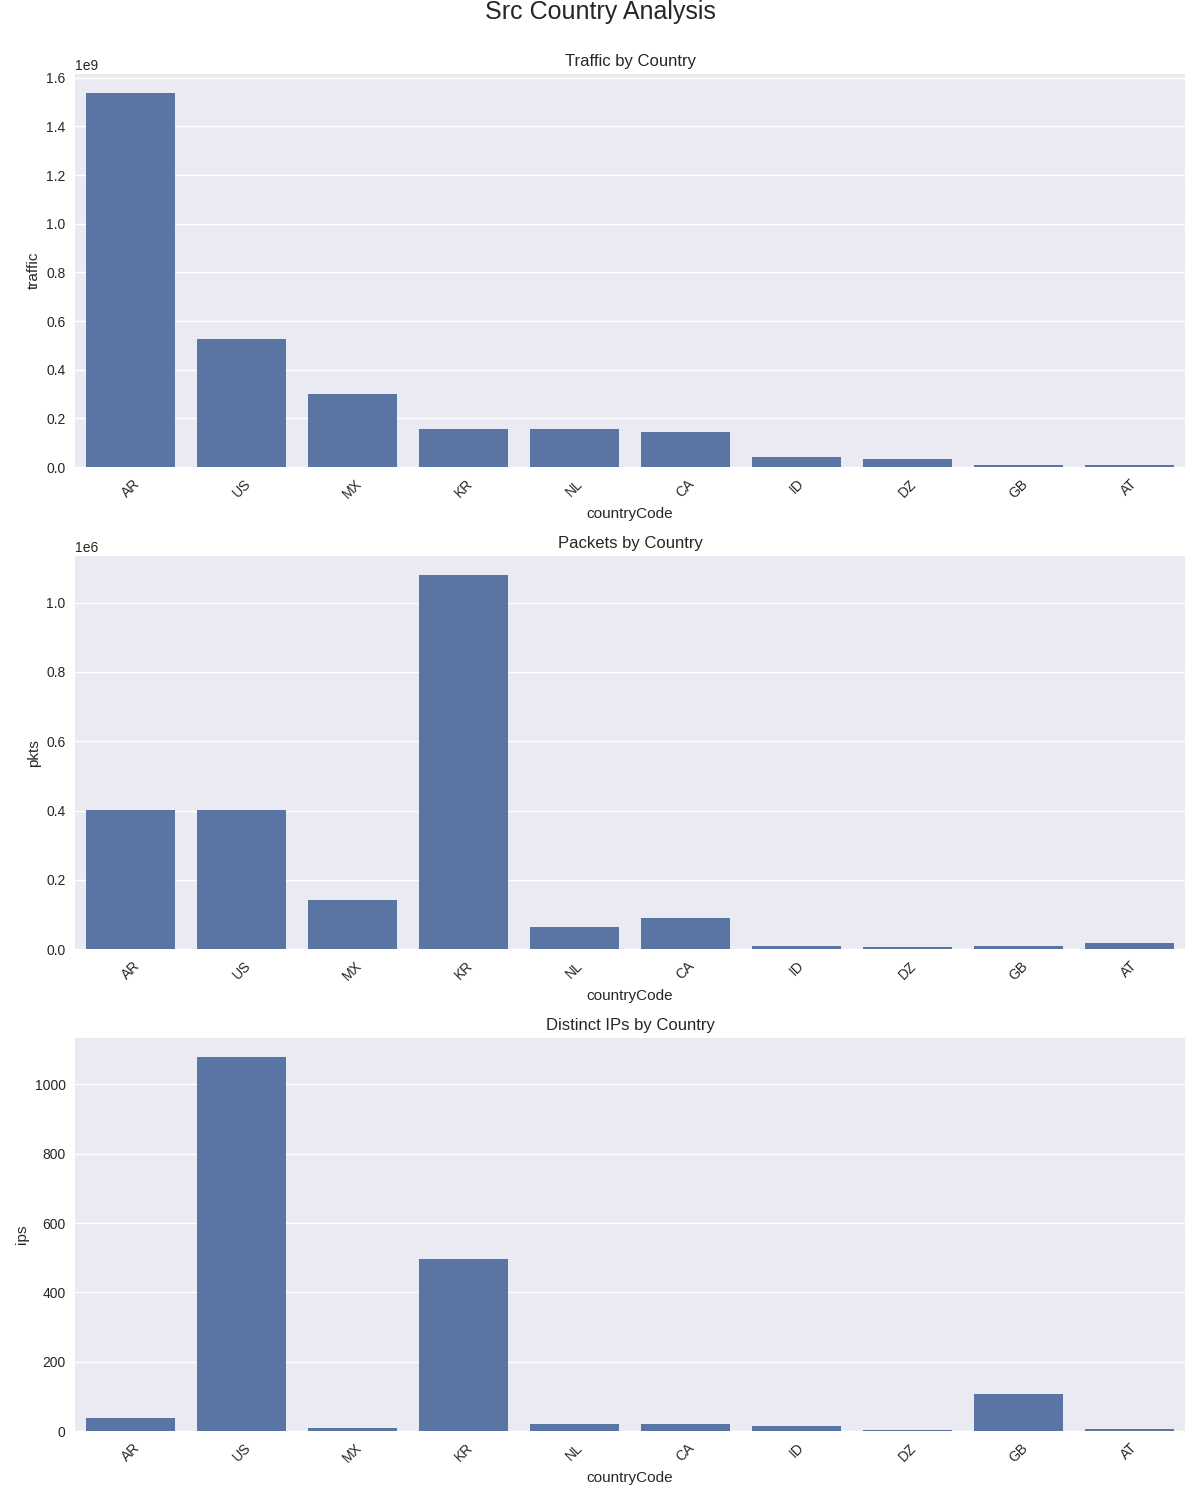 Src Country Analysis
Traffic by Country
1e9
1.6
1.4
1.2
1.0
0.8
0.6
0.4
0.2
0.0
traffic
AR US MX KR NL CA ID DZ GB AT
countryCode
Packets by Country
1e6
1.0
0.8
0.6
0.4
0.2
0.0
pkts
AR US MX KR NL CA ID DZ GB AT
countryCode
Distinct IPs by Country
1000
800
600
400
200
0
ips
AR US MX KR NL CA ID DZ GB AT
countryCode